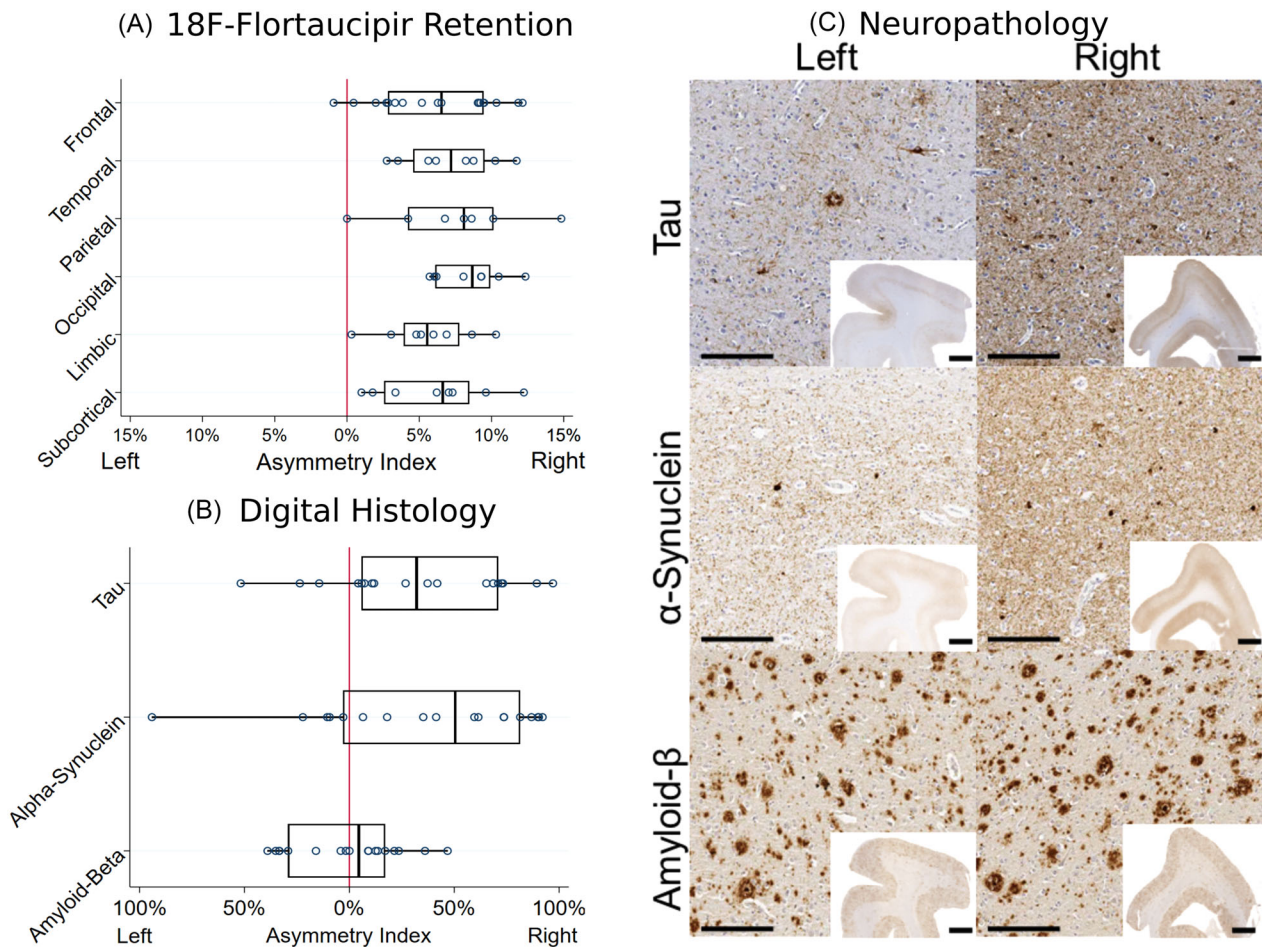 (A) 18F-Flortaucipir Retention
Frontal
Temporal
Parietal
Occipital
Limbic
Subcortical
15% 10% 5% 0% 5% 10% 15%
Left Asymmetry Index Right
(B) Digital Histology
Tau
Alpha-Synuclein
Amyloid-Beta
100% 50% 0% 50% 100%
Left Asymmetry Index Right
(C) Neuropathology
Left Right
Tau
α-Synuclein
Amyloid-β